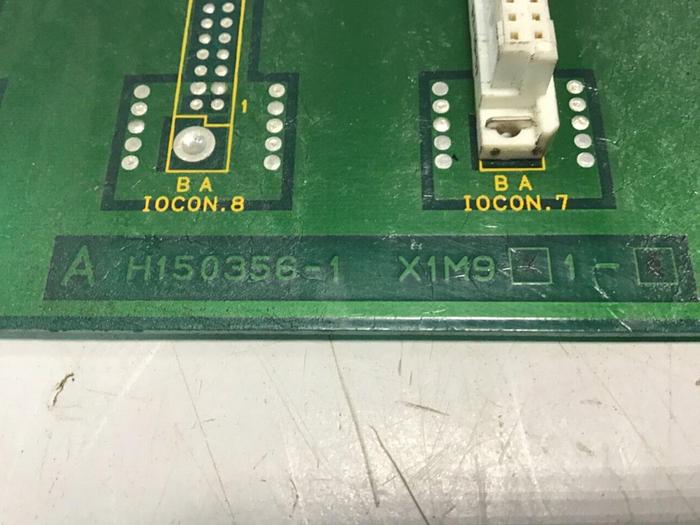 1
B A
IOCON.8
B A
IOCON.7
A H150356-1 X1M9 1-